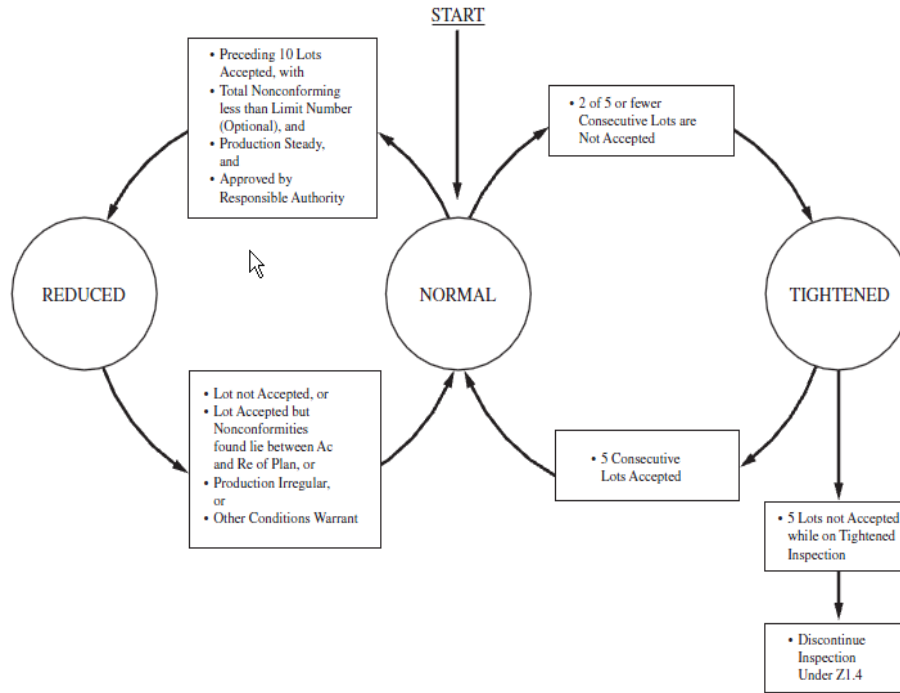 START
• Preceding 10 Lots
Accepted, with
• Total Nonconforming
less than Limit Number
(Optional), and
• Production Steady,
and
• Approved by
Responsible Authority
• 2 of 5 or fewer
Consecutive Lots are
Not Accepted
REDUCED
NORMAL
TIGHTENED
• Lot not Accepted, or
• Lot Accepted but
Nonconformities
found lie between Ac
and Re of Plan, or
• Production Irregular,
or
• Other Conditions Warrant
• 5 Consecutive
Lots Accepted
• 5 Lots not Accepted
while on Tightened
Inspection
• Discontinue
Inspection
Under Z1.4